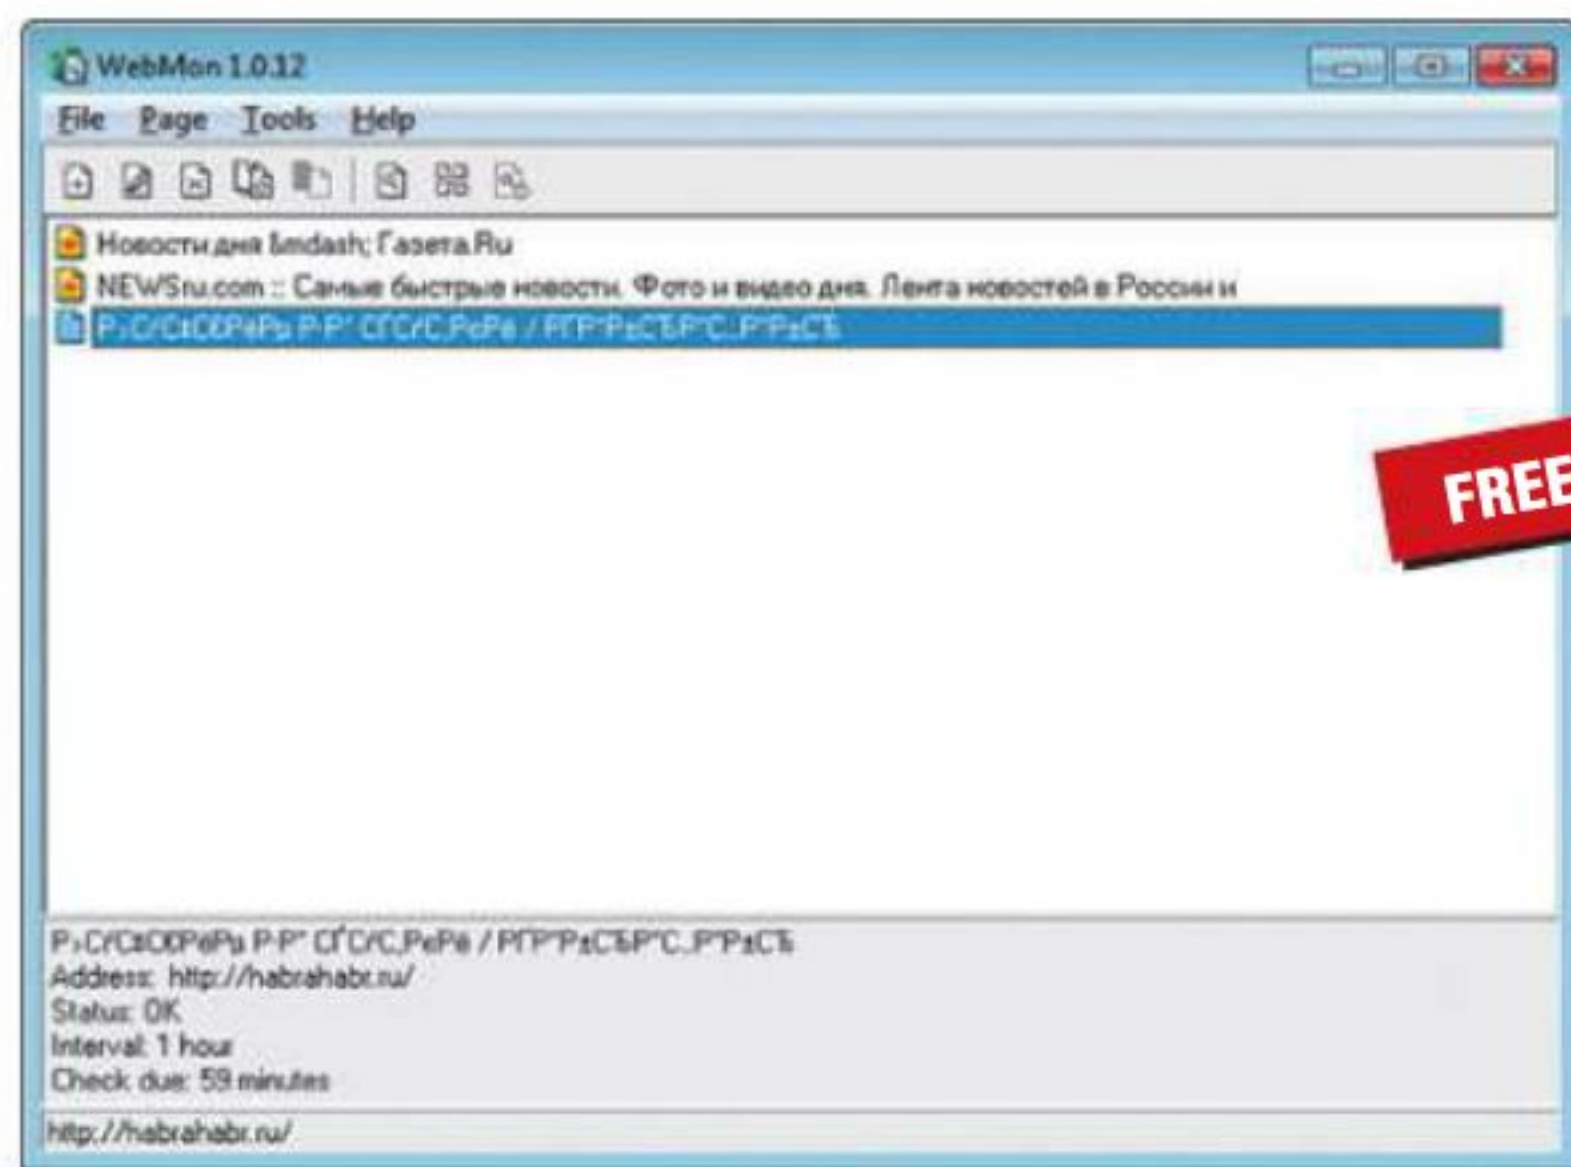 WebMon 1.0.12
File Page Tools Help
Новости дня &mdash; Газета.Ru
NEWSru.com :: Самые быстрые новости. Фото и видео дня. Лента новостей в России и
FREE
Address: http://habrahabr.ru/
Status: OK
Interval: 1 hour
Check due: 59 minutes
http://habrahabr.ru/